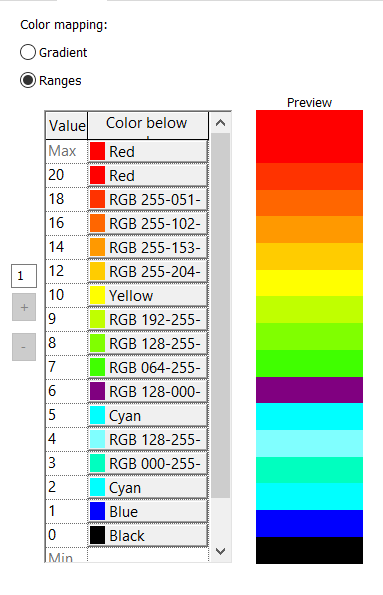 Color mapping:
Gradient
Ranges
Preview
Value Color below
Max Red
20 Red
18 RGB 255-051-
16 RGB 255-102-
14 RGB 255-153-
12 RGB 255-204-
1
10 Yellow
+
9 RGB 192-255-
8 RGB 128-255-
-
7 RGB 064-255-
6 RGB 128-000-
5 Cyan
4 RGB 128-255-
3 RGB 000-255-
2 Cyan
1 Blue
0 Black
Min